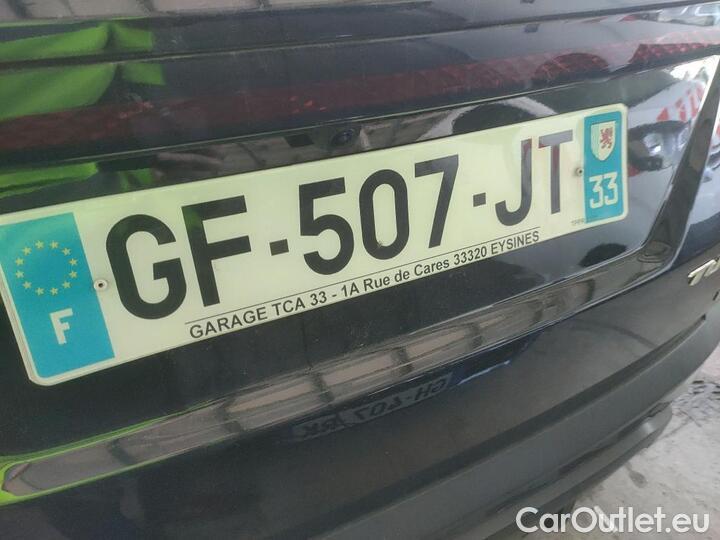 F
GF-507-JT
33
GARAGE TCA 33 - 1A Rue de Cares 33320 EYSINES
CarOutlet.eu